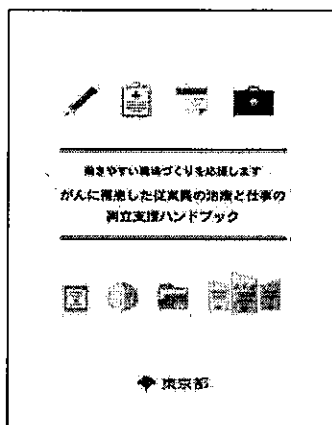 働きやすい職場づくりを応援します
がんに罹患した従業員の治療と仕事の
両立支援ハンドブック
東京都